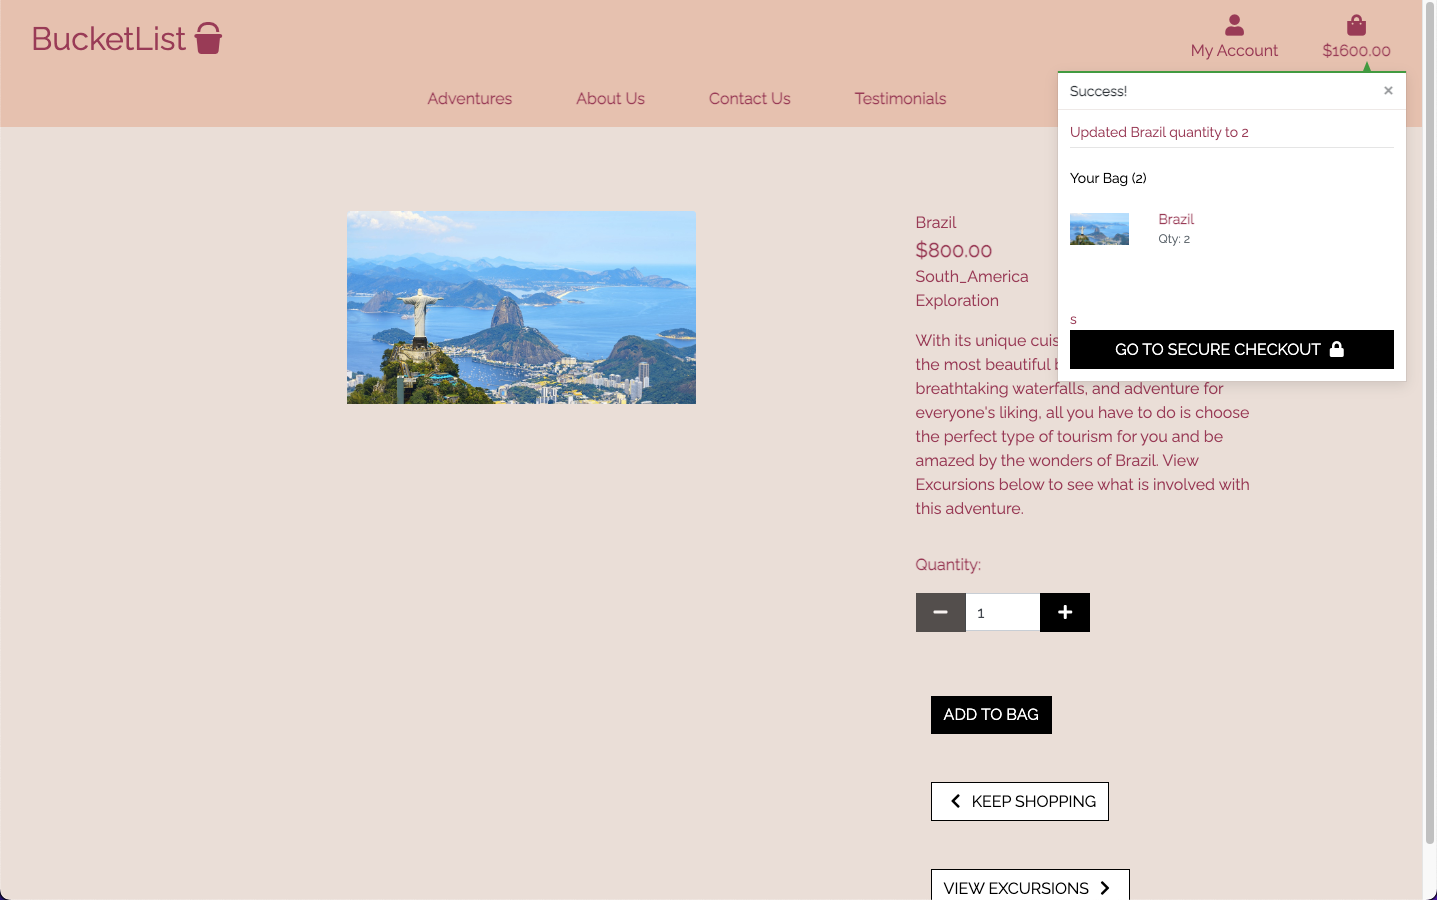 BucketList
My Account
$1600.00
Adventures
About Us
Contact Us
Testimonials
Success!
×
Updated Brazil quantity to 2
Your Bag (2)
Brazil
Qty: 2
s
GO TO SECURE CHECKOUT
Brazil
$800.00
South_America
Exploration
With its unique
the most beautiful
breathtaking waterfalls, and adventure for
everyone's liking, all you have to do is choose
the perfect type of tourism for you and be
amazed by the wonders of Brazil. View
Excursions below to see what is involved with
this adventure.
Quantity:
1
ADD TO BAG
KEEP SHOPPING
VIEW EXCURSIONS